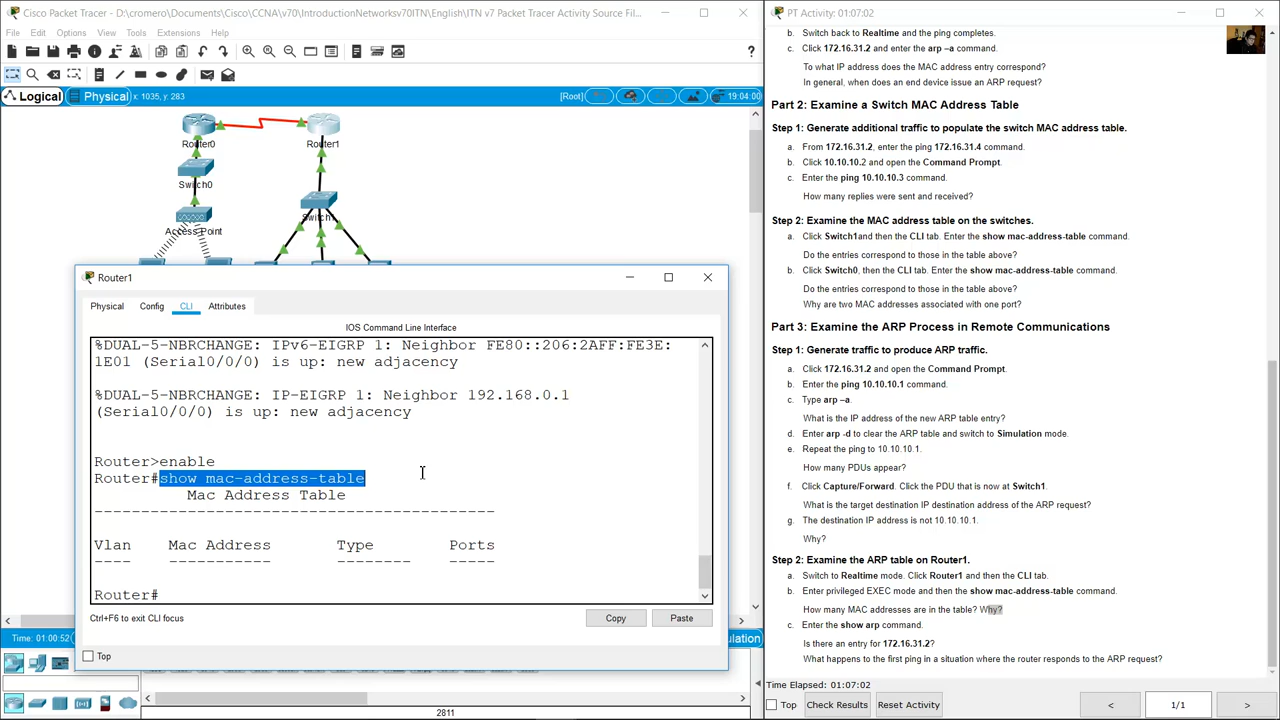 Cisco Packet Tracer - D:\cromero\Documents\Cisco\CCNA\v70\IntroductionNetworksv70ITN\English\ITN v7 Packet Tracer Activity Source Fil...
File Edit Options View Tools Extensions Help
Logical Physical x: 1035, y: 283 [Root] 19:04:00
Router0 Router1
Switch0
Switch1
Access Point
Router1
Physical Config CLI Attributes
IOS Command Line Interface
%DUAL-5-NBRCHANGE: IPv6-EIGRP 1: Neighbor FE80::206:2AFF:FE3E:
1E01 (Serial0/0/0) is up: new adjacency
%DUAL-5-NBRCHANGE: IP-EIGRP 1: Neighbor 192.168.0.1
(Serial0/0/0) is up: new adjacency
Router>enable
Router#show mac-address-table
Mac Address Table
-------------------------------------------
Vlan Mac Address Type Ports
---- ----------- -------- -----
Router#
Ctrl+F6 to exit CLI focus
Copy Paste
Top
Time: 01:00:52
ulation
2811
PT Activity: 01:07:02
b. Switch back to Realtime and the ping completes.
c. Click 172.16.31.2 and enter the arp –a command.
To what IP address does the MAC address entry correspond?
In general, when does an end device issue an ARP request?
Part 2: Examine a Switch MAC Address Table
Step 1: Generate additional traffic to populate the switch MAC address table.
a. From 172.16.31.2, enter the ping 172.16.31.4 command.
b. Click 10.10.10.2 and open the Command Prompt.
c. Enter the ping 10.10.10.3 command.
How many replies were sent and received?
Step 2: Examine the MAC address table on the switches.
a. Click Switch1and then the CLI tab. Enter the show mac-address-table command.
Do the entries correspond to those in the table above?
b. Click Switch0, then the CLI tab. Enter the show mac-address-table command.
Do the entries correspond to those in the table above?
Why are two MAC addresses associated with one port?
Part 3: Examine the ARP Process in Remote Communications
Step 1: Generate traffic to produce ARP traffic.
a. Click 172.16.31.2 and open the Command Prompt.
b. Enter the ping 10.10.10.1 command.
c. Type arp –a.
What is the IP address of the new ARP table entry?
d. Enter arp -d to clear the ARP table and switch to Simulation mode.
e. Repeat the ping to 10.10.10.1.
How many PDUs appear?
f. Click Capture/Forward. Click the PDU that is now at Switch1.
What is the target destination IP destination address of the ARP request?
g. The destination IP address is not 10.10.10.1.
Why?
Step 2: Examine the ARP table on Router1.
a. Switch to Realtime mode. Click Router1 and then the CLI tab.
b. Enter privileged EXEC mode and then the show mac-address-table command.
How many MAC addresses are in the table? Why?
c. Enter the show arp command.
Is there an entry for 172.16.31.2?
What happens to the first ping in a situation where the router responds to the ARP request?
Time Elapsed: 01:07:02
Top Check Results Reset Activity < 1/1 >